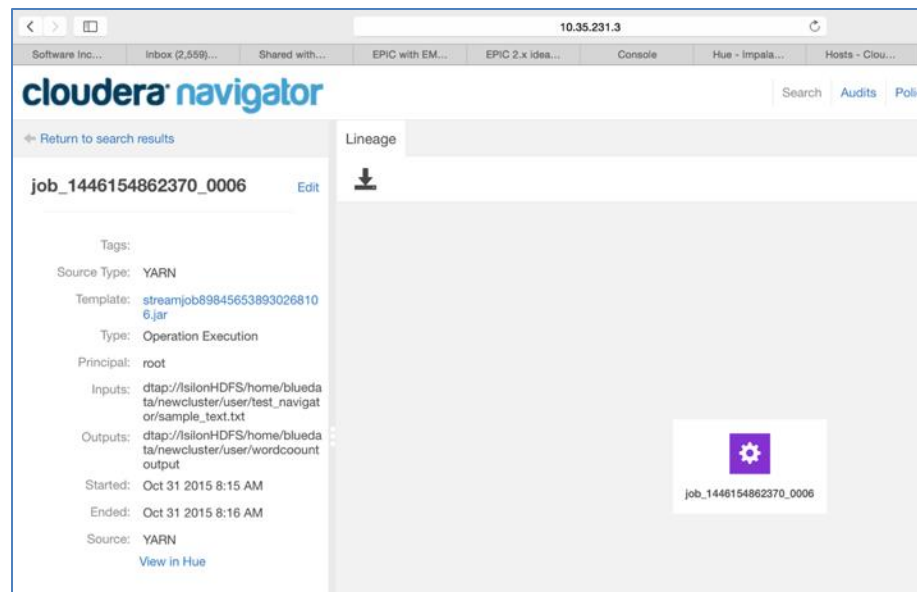 10.35.231.3
Software Inc...
Inbox (2,559)...
Shared with...
EPIC with EM...
EPIC 2.x idea...
Console
Hue - Impala...
Hosts - Clou...
cloudera navigator
Search Audits Poli
Return to search results
Lineage
job_1446154862370_0006 Edit
Tags:
Source Type: YARN
Template: streamjob89845653893026810
6.jar
Type: Operation Execution
Principal: root
Inputs: dtap://IsilonHDFS/home/blueda
ta/newcluster/user/test_navigat
or/sample_text.txt
Outputs: dtap://IsilonHDFS/home/blueda
ta/newcluster/user/wordcoount
output
Started: Oct 31 2015 8:15 AM
Ended: Oct 31 2015 8:16 AM
Source: YARN
View in Hue
job_1446154862370_0006